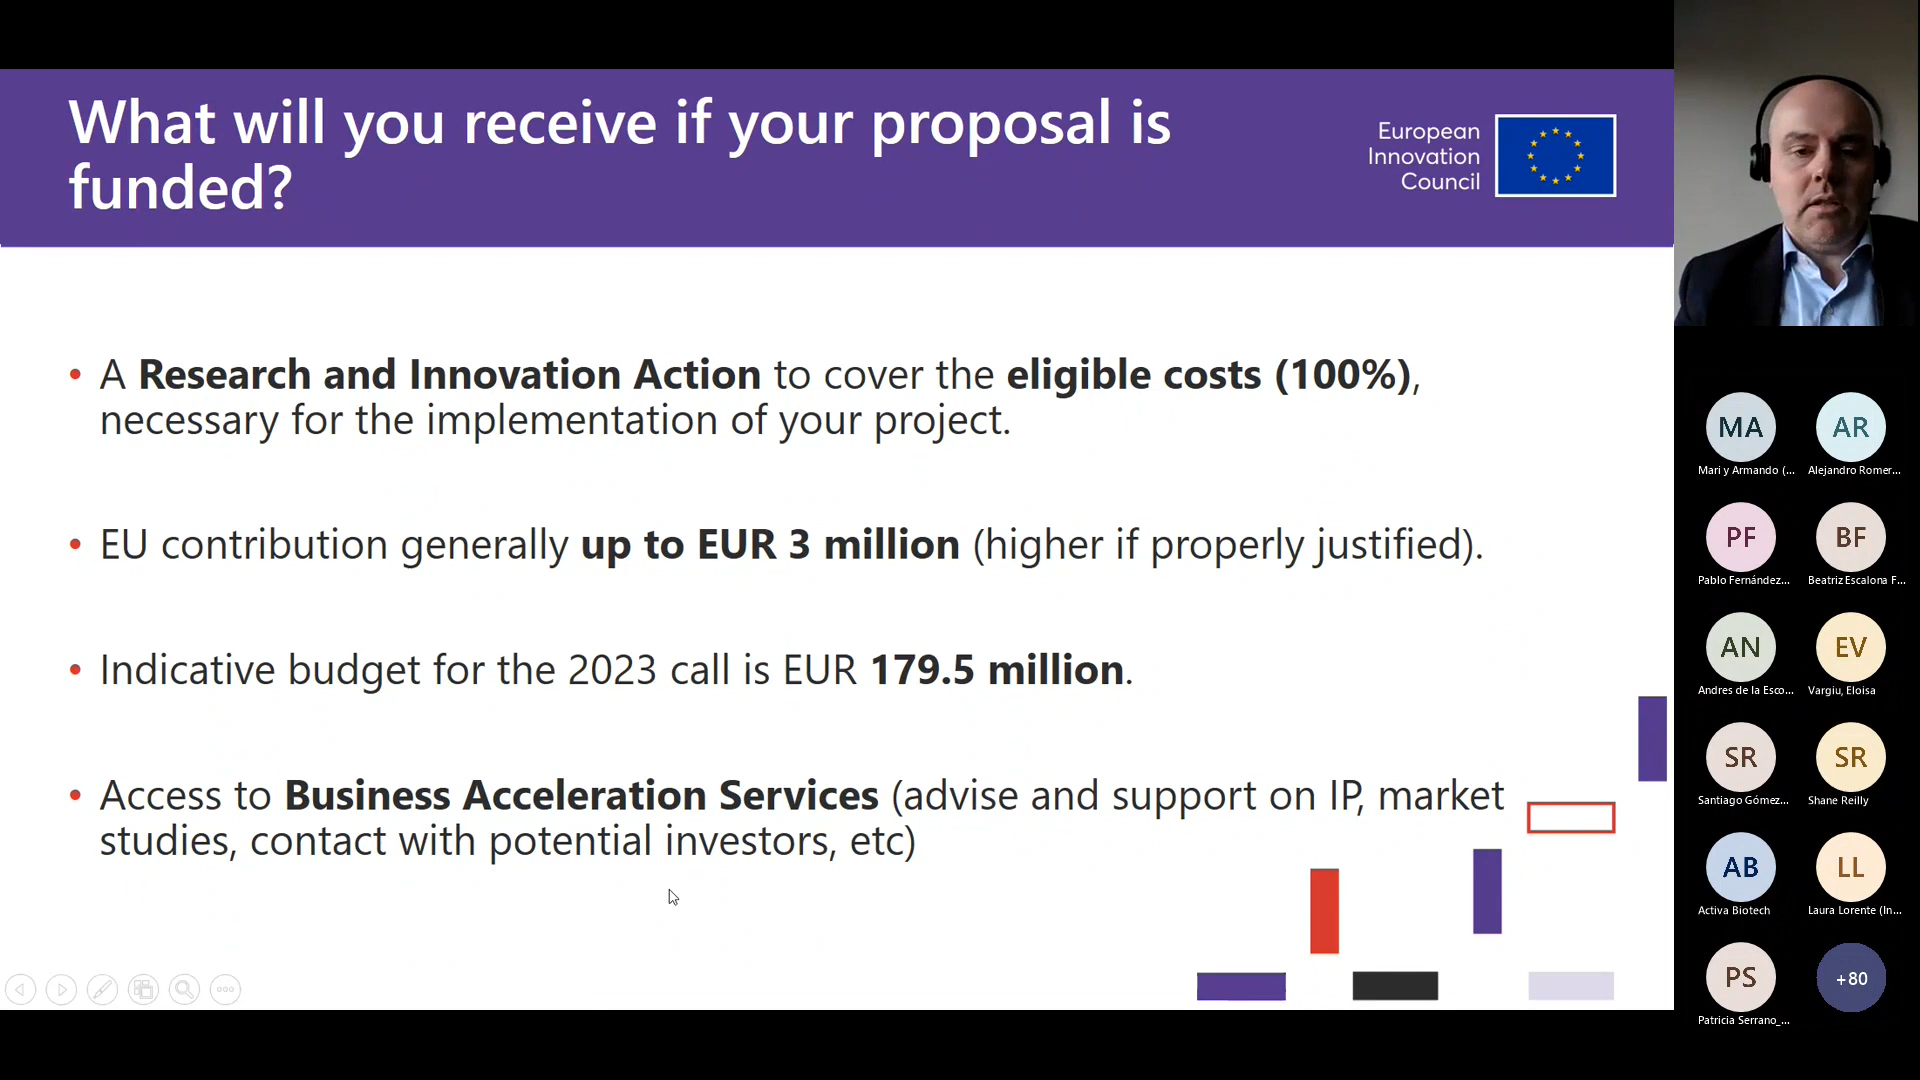 What will you receive if your proposal is
funded?
European
Innovation
Council
• A Research and Innovation Action to cover the eligible costs (100%),
necessary for the implementation of your project.
• EU contribution generally up to EUR 3 million (higher if properly justified).
• Indicative budget for the 2023 call is EUR 179.5 million.
• Access to Business Acceleration Services (advise and support on IP, market
studies, contact with potential investors, etc)
MA
Mari y Armando (...
AR
Alejandro Romer...
PF
Pablo Fernández...
BF
Beatriz Escalona F...
AN
Andres de la Esco...
EV
Vargiu, Eloisa
SR
Santiago Gómez...
SR
Shane Reilly
AB
Activa Biotech
LL
Laura Lorente (In...
PS
Patricia Serrano_...
+80